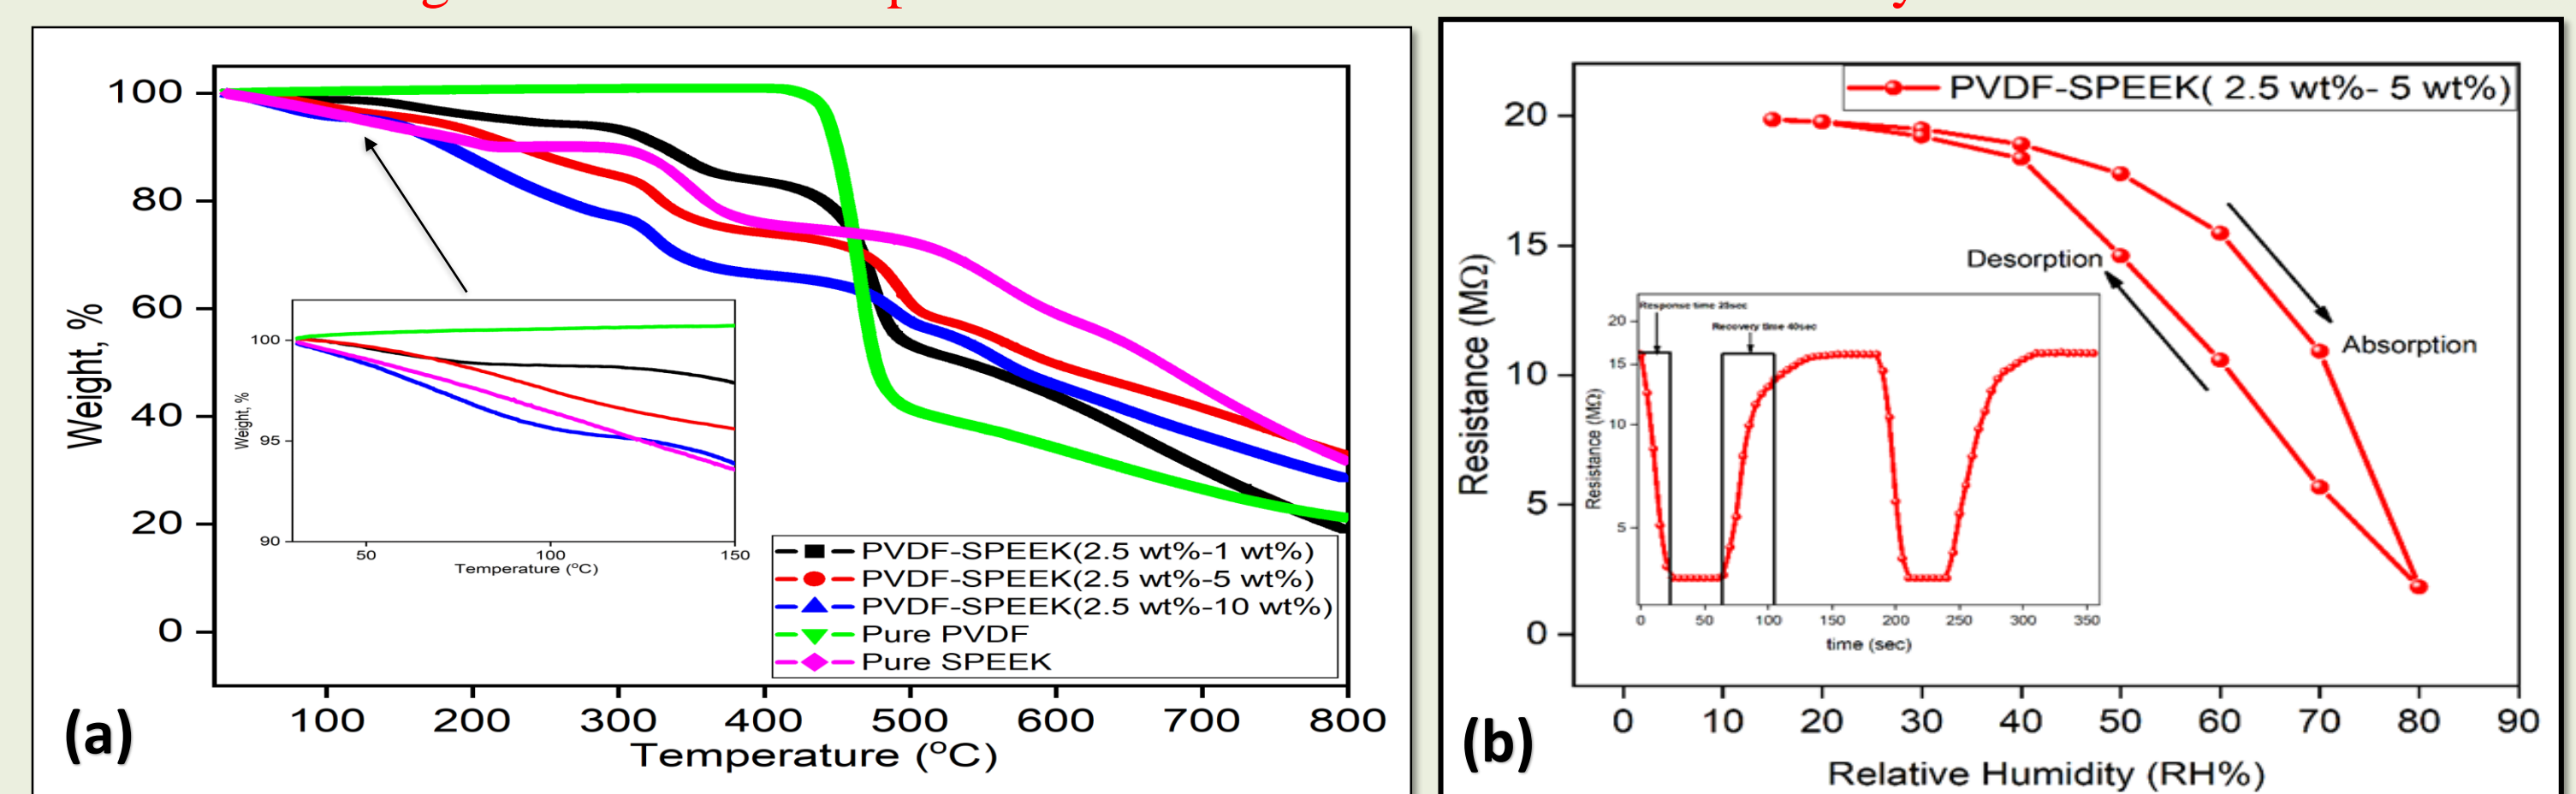 100
80
60
40
20
0
Weight, %
100
95
90
Weight, %
50 100 150
Temperature (°C)
PVDF-SPEEK(2.5 wt%-1 wt%)
PVDF-SPEEK(2.5 wt%-5 wt%)
PVDF-SPEEK(2.5 wt%-10 wt%)
Pure PVDF
Pure SPEEK
100 200 300 400 500 600 700 800
Temperature (°C)
(a)
PVDF-SPEEK( 2.5 wt%- 5 wt%)
20
15
10
5
0
Resistance (MΩ)
Desorption
Absorption
Response time 25sec
Recovery time 40sec
20
15
10
5
Resistance (MΩ)
0 50 100 150 200 250 300 350
time (sec)
0 10 20 30 40 50 60 70 80 90
Relative Humidity (RH%)
(b)